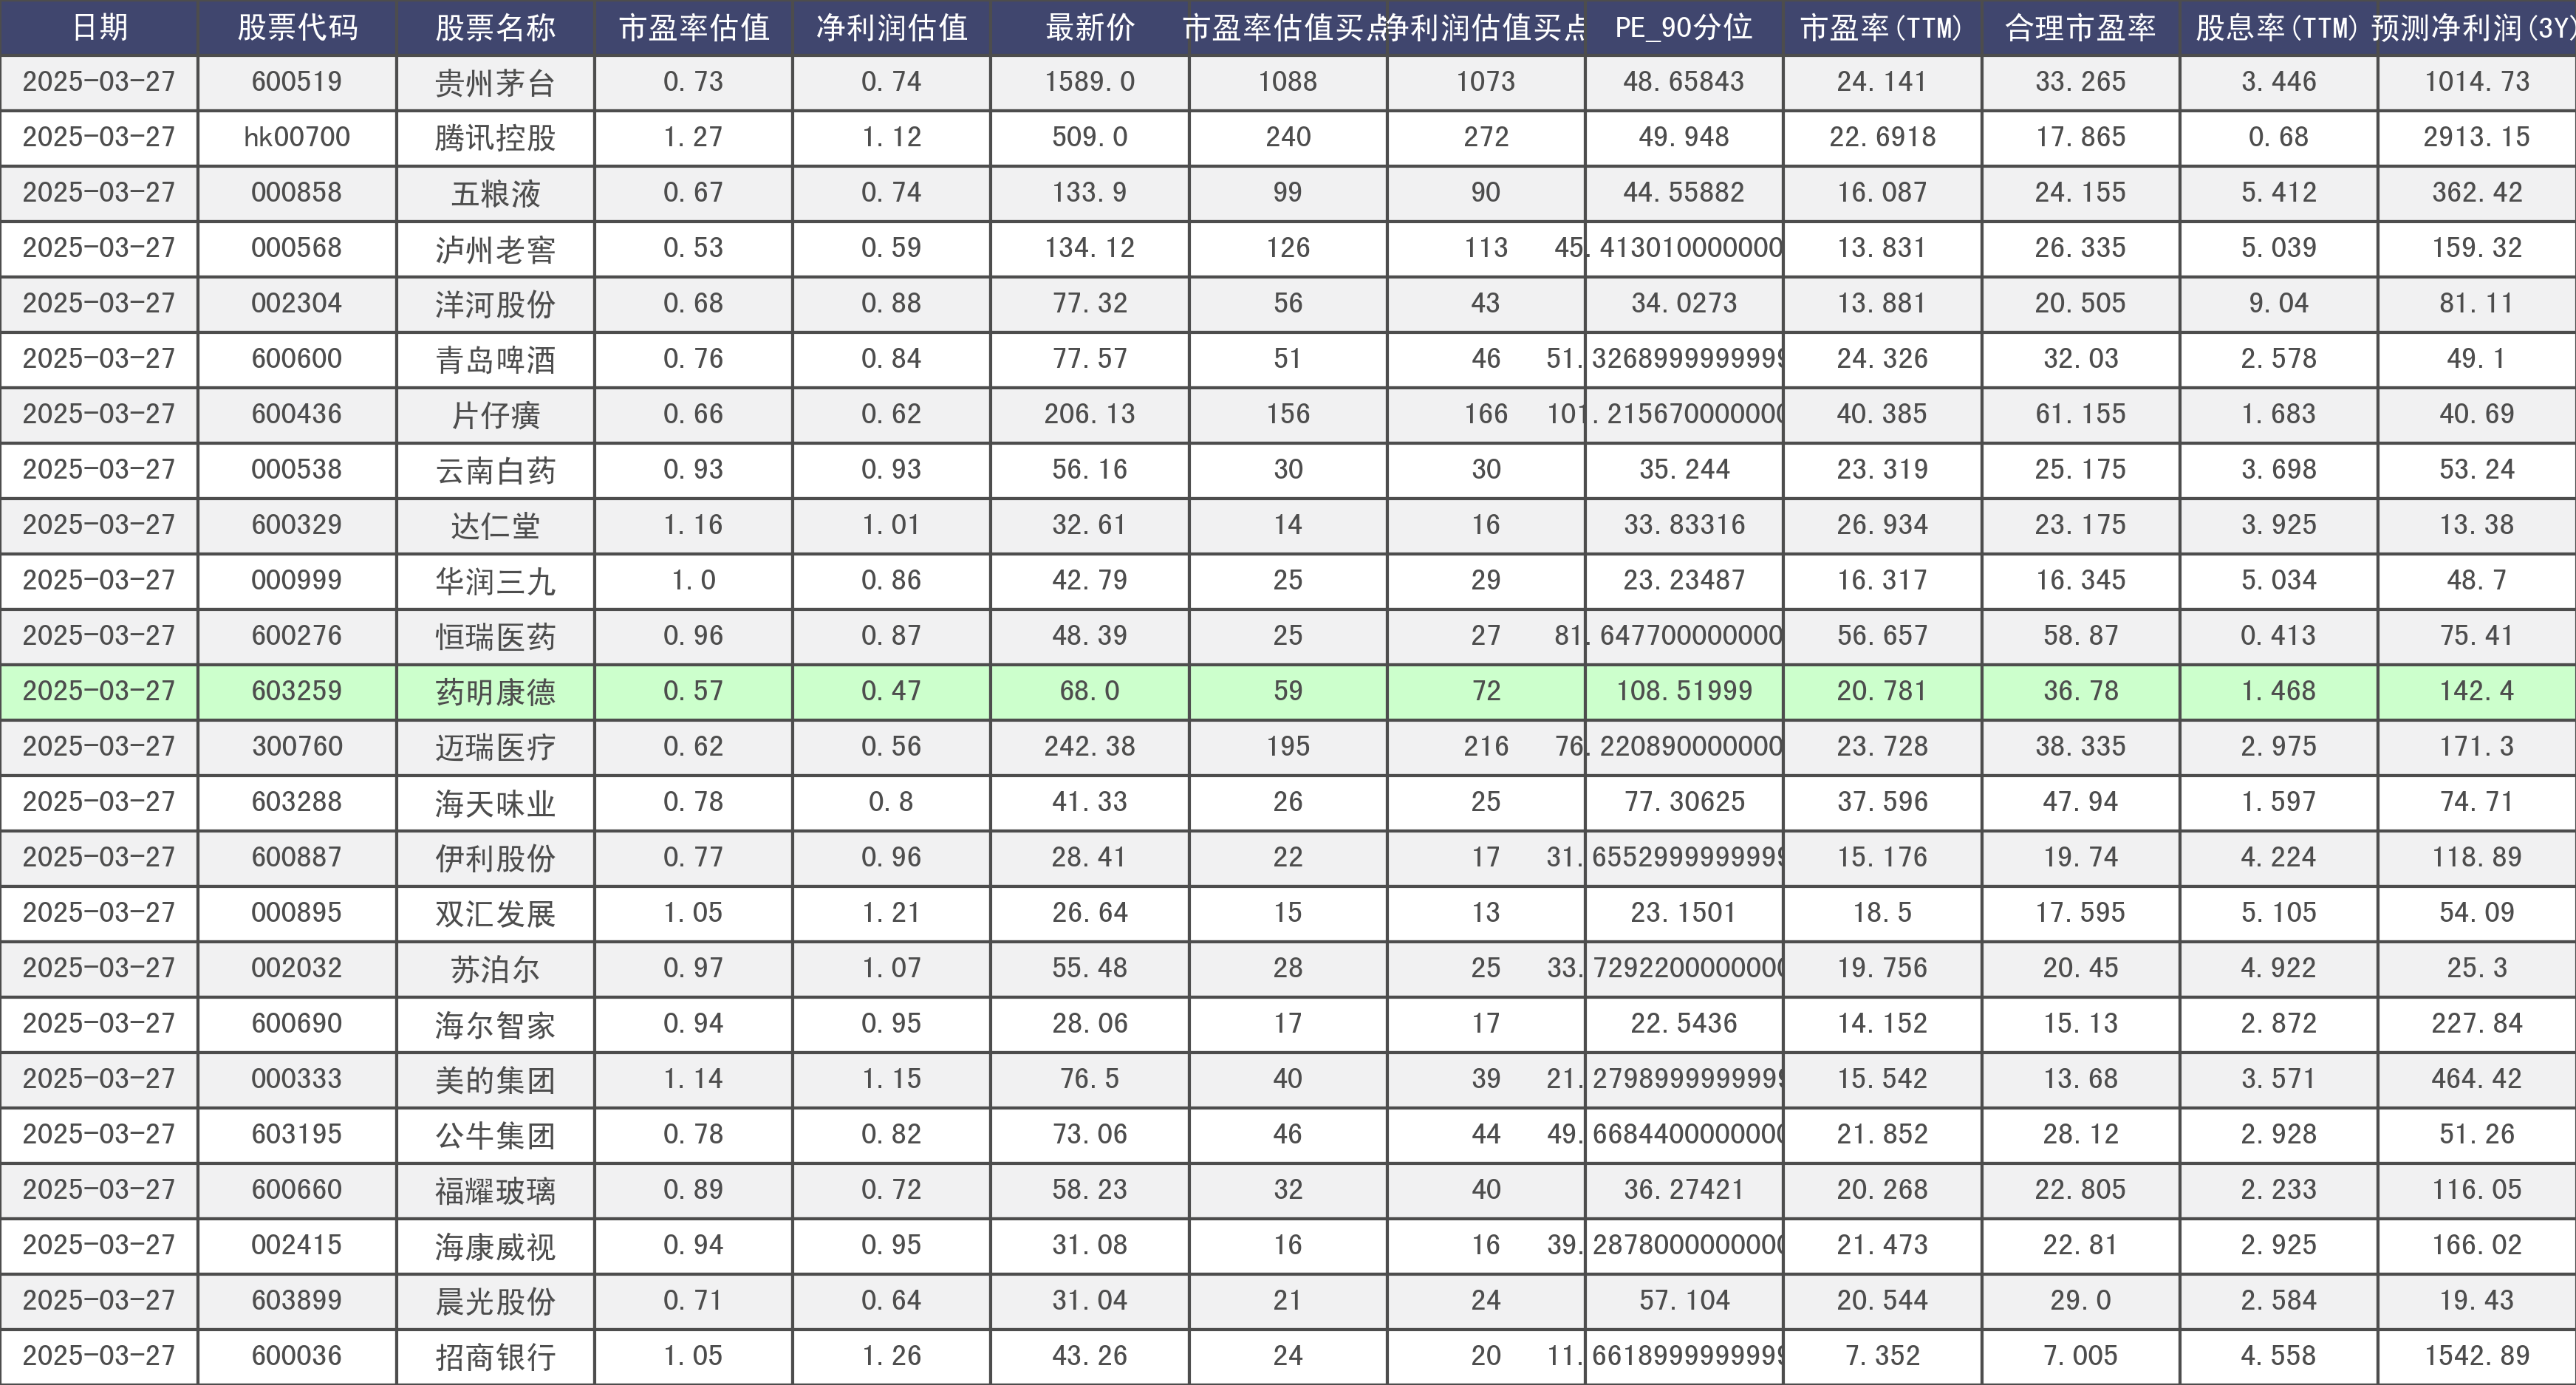 日期 股票代码 股票名称 市盈率估值 净利润估值 最新价 市盈率估值买点 净利润估值买点 PE_90分位 市盈率(TTM) 合理市盈率 股息率(TTM) 预测净利润(3Y)
2025-03-27 600519 贵州茅台 0.73 0.74 1589.0 1088 1073 48.65843 24.141 33.265 3.446 1014.73
2025-03-27 hk00700 腾讯控股 1.27 1.12 509.0 240 272 49.948 22.6918 17.865 0.68 2913.15
2025-03-27 000858 五粮液 0.67 0.74 133.9 99 90 44.55882 16.087 24.155 5.412 362.42
2025-03-27 000568 泸州老窖 0.53 0.59 134.12 126 113 45.413010000000 13.831 26.335 5.039 159.32
2025-03-27 002304 洋河股份 0.68 0.88 77.32 56 43 34.0273 13.881 20.505 9.04 81.11
2025-03-27 600600 青岛啤酒 0.76 0.84 77.57 51 46 51.3268999999999 24.326 32.03 2.578 49.1
2025-03-27 600436 片仔癀 0.66 0.62 206.13 156 166 101.215670000000 40.385 61.155 1.683 40.69
2025-03-27 000538 云南白药 0.93 0.93 56.16 30 30 35.244 23.319 25.175 3.698 53.24
2025-03-27 600329 达仁堂 1.16 1.01 32.61 14 16 33.83316 26.934 23.175 3.925 13.38
2025-03-27 000999 华润三九 1.0 0.86 42.79 25 29 23.23487 16.317 16.345 5.034 48.7
2025-03-27 600276 恒瑞医药 0.96 0.87 48.39 25 27 81.647700000000 56.657 58.87 0.413 75.41
2025-03-27 603259 药明康德 0.57 0.47 68.0 59 72 108.51999 20.781 36.78 1.468 142.4
2025-03-27 300760 迈瑞医疗 0.62 0.56 242.38 195 216 76.220890000000 23.728 38.335 2.975 171.3
2025-03-27 603288 海天味业 0.78 0.8 41.33 26 25 77.30625 37.596 47.94 1.597 74.71
2025-03-27 600887 伊利股份 0.77 0.96 28.41 22 17 31.6552999999999 15.176 19.74 4.224 118.89
2025-03-27 000895 双汇发展 1.05 1.21 26.64 15 13 23.1501 18.5 17.595 5.105 54.09
2025-03-27 002032 苏泊尔 0.97 1.07 55.48 28 25 33.7292200000000 19.756 20.45 4.922 25.3
2025-03-27 600690 海尔智家 0.94 0.95 28.06 17 17 22.5436 14.152 15.13 2.872 227.84
2025-03-27 000333 美的集团 1.14 1.15 76.5 40 39 21.2798999999999 15.542 13.68 3.571 464.42
2025-03-27 603195 公牛集团 0.78 0.82 73.06 46 44 49.6684400000000 21.852 28.12 2.928 51.26
2025-03-27 600660 福耀玻璃 0.89 0.72 58.23 32 40 36.27421 20.268 22.805 2.233 116.05
2025-03-27 002415 海康威视 0.94 0.95 31.08 16 16 39.2878000000000 21.473 22.81 2.925 166.02
2025-03-27 603899 晨光股份 0.71 0.64 31.04 21 24 57.104 20.544 29.0 2.584 19.43
2025-03-27 600036 招商银行 1.05 1.26 43.26 24 20 11.6618999999999 7.352 7.005 4.558 1542.89